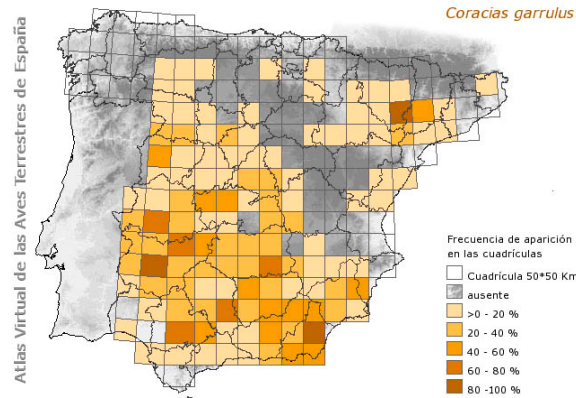 Coracias garrulus
Atlas Virtual de las Aves Terrestres de España
Frecuencia de aparición
en las cuadrículas
Cuadrícula 50*50 Km
ausente
>0 - 20 %
20 - 40 %
40 - 60 %
60 - 80 %
80 -100 %